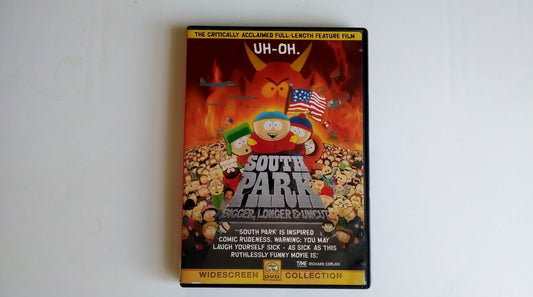 THE CRITICALLY ACCLAIMED FULL-LENGTH FEATURE FILM
UH-OH.
SOUTH
PARK
BIGGER, LONGER & UNCUT
"'SOUTH PARK' IS INSPIRED
COMIC RUDENESS. WARNING: YOU MAY
LAUGH YOURSELF SICK - AS SICK AS THIS
RUTHLESSLY FUNNY MOVIE IS."
TIME RICHARD CORLISS
WIDESCREEN DVD COLLECTION